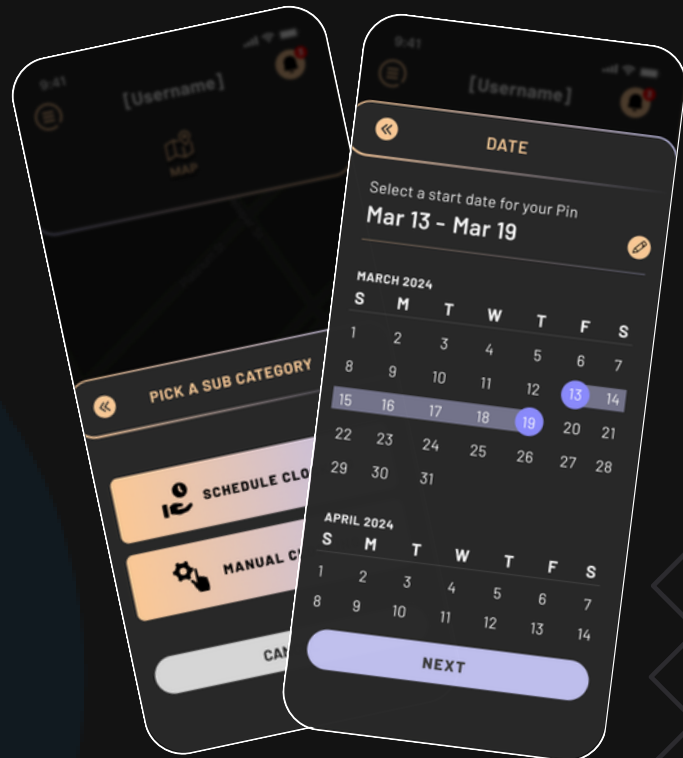 9:41
[Username]
MAP
PICK A SUB CATEGORY
SCHEDULE CLO
MANUAL C
CAN
9:41
[Username]
DATE
Select a start date for your Pin
Mar 13 - Mar 19
MARCH 2024
S M T W T F S
1 2 3 4 5 6 7
8 9 10 11 12 13 14
15 16 17 18 19 20 21
22 23 24 25 26 27 28
29 30 31
APRIL 2024
S M T W T F S
1 2 3 4 5 6 7
8 9 10 11 12 13 14
NEXT